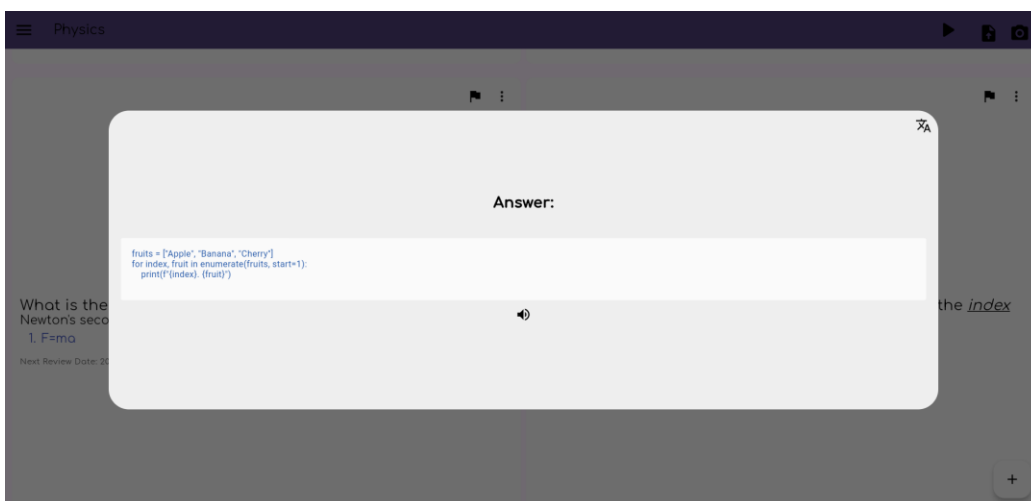 Physics
Answer:
fruits = ["Apple", "Banana", "Cherry"]
for index, fruit in enumerate(fruits, start=1):
    print(f"{index}. {fruit}")
What is the
the index
Newton's seco
1. F=ma
Next Review Date: 20